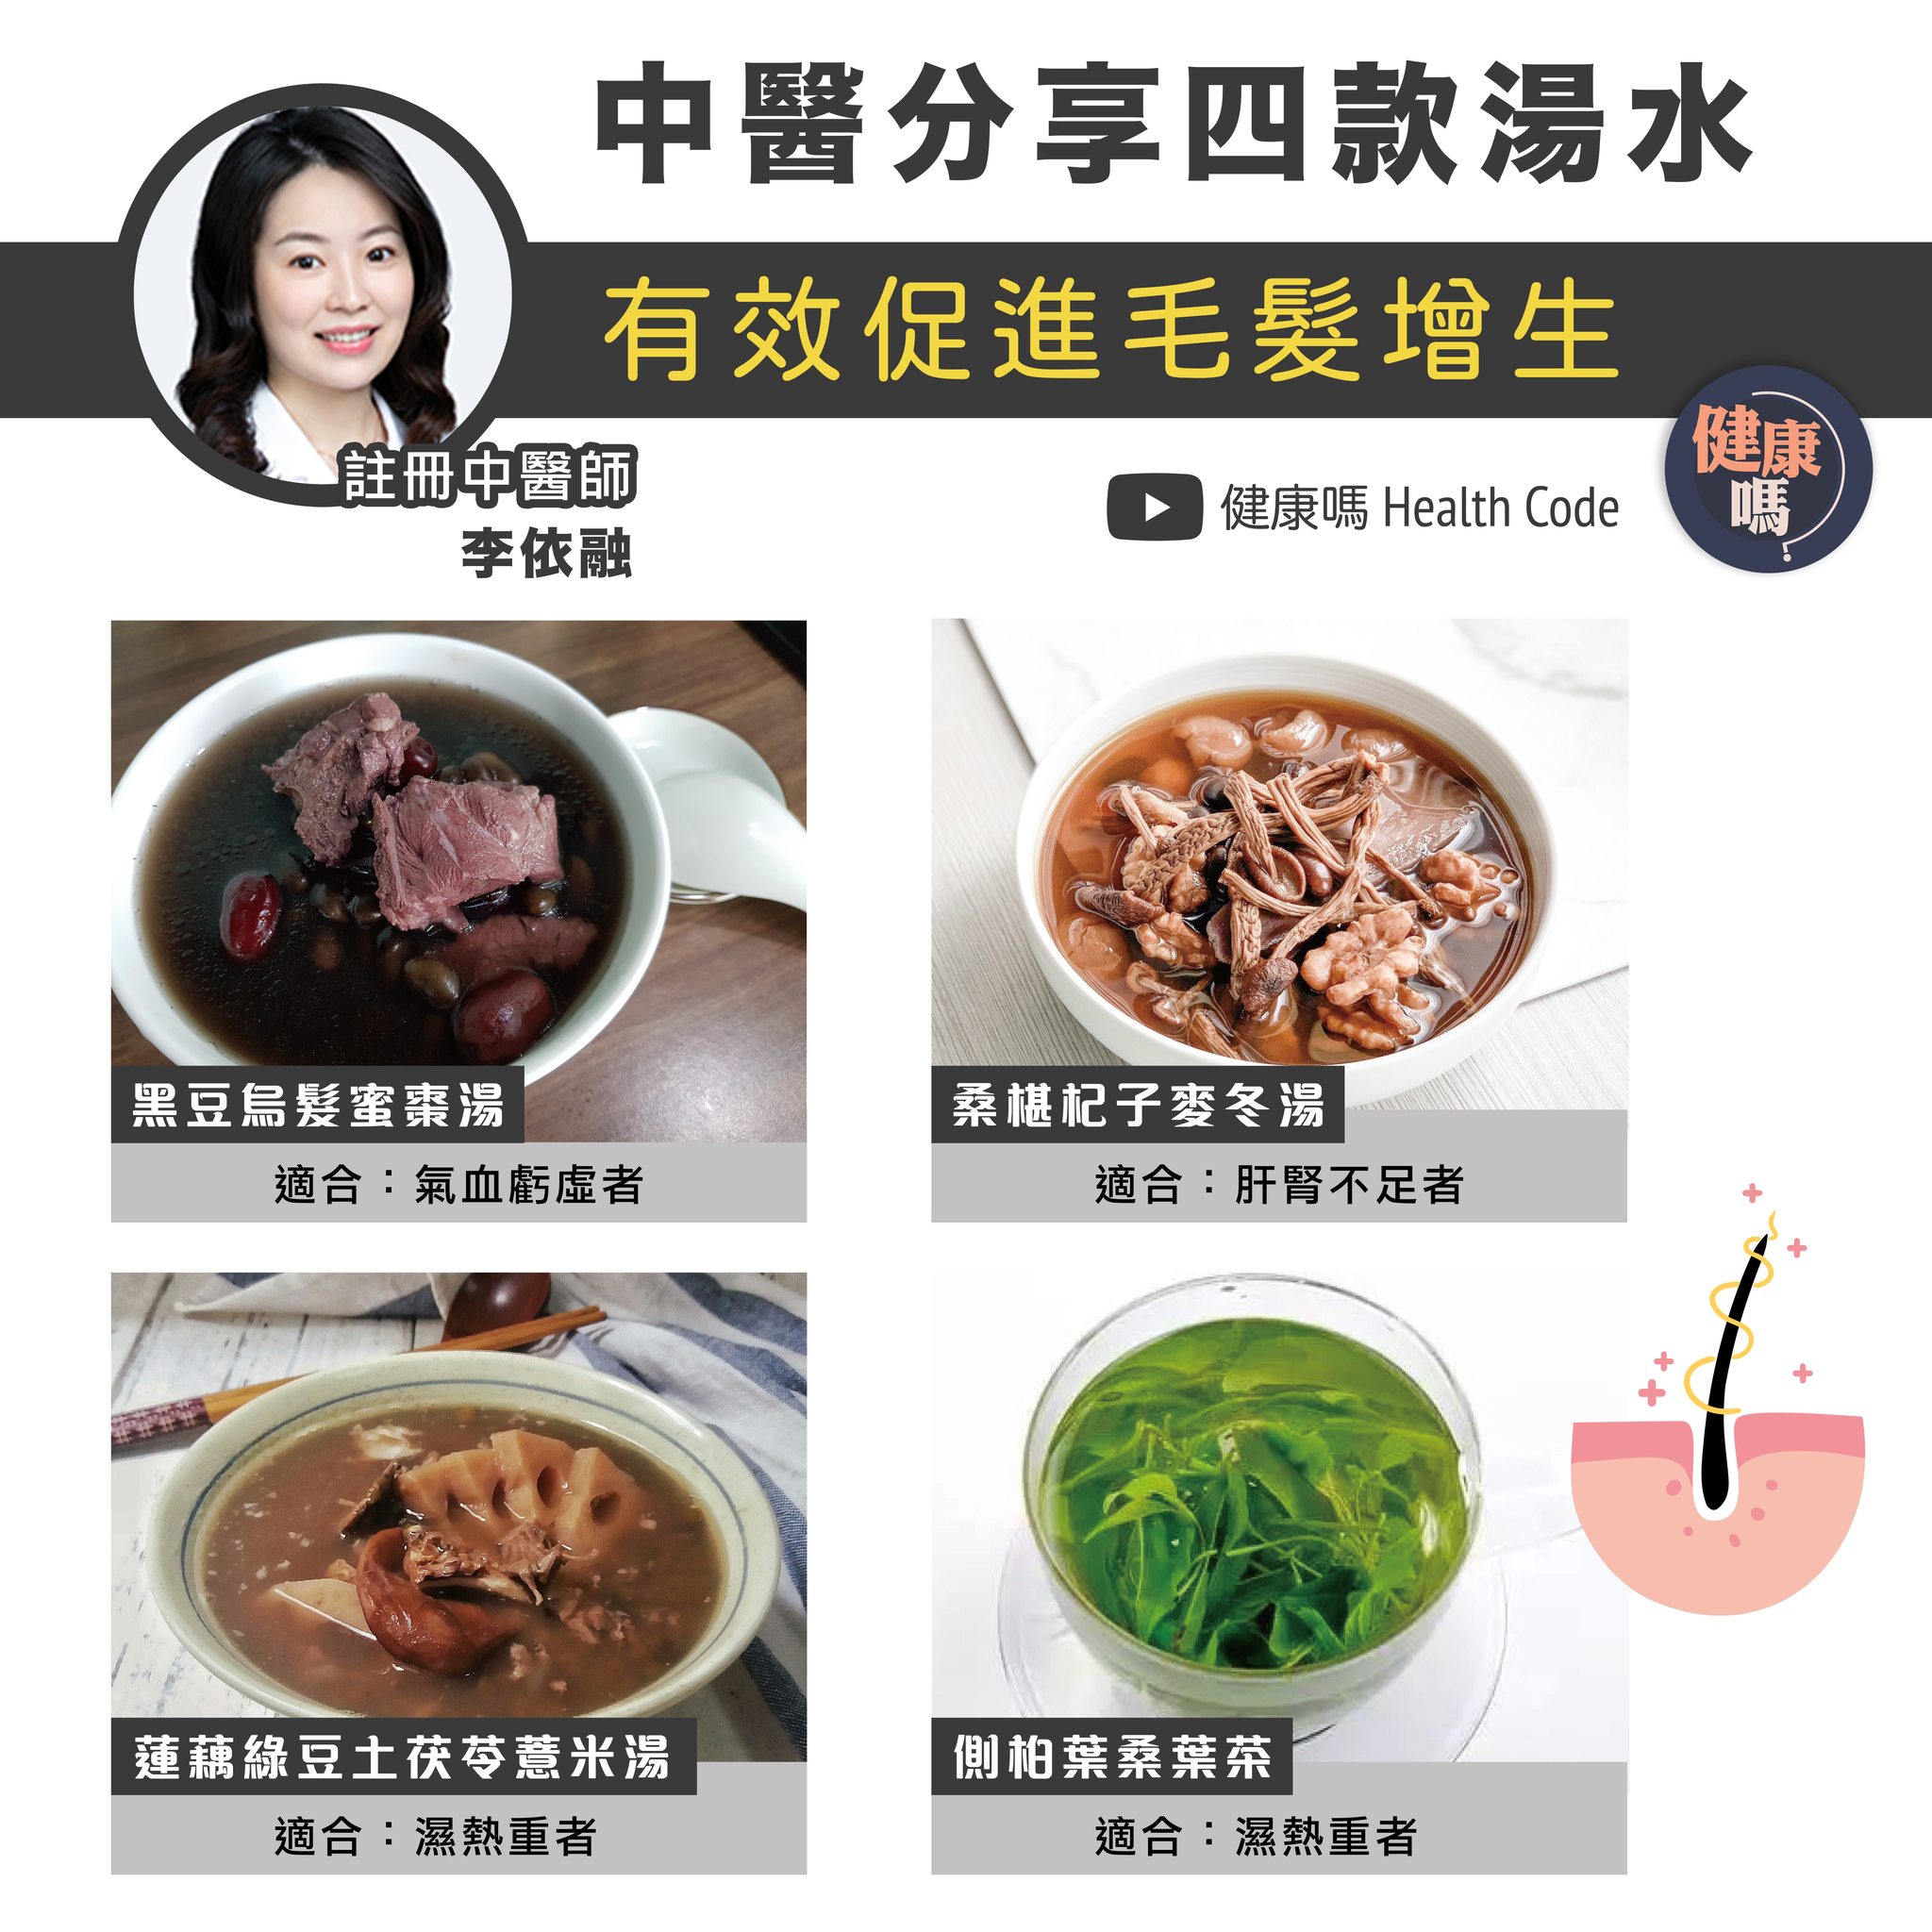 中醫分享四款湯水
有效促進毛髮增生
註冊中醫師
李依融
健康嗎 Health Code
健康
嗎
黑豆烏髮蜜棗湯
適合：氣血虧虛者
桑椹杞子麥冬湯
適合：肝腎不足者
蓮藕綠豆土茯苓薏米湯
適合：濕熱重者
側柏葉桑葉茶
適合：濕熱重者